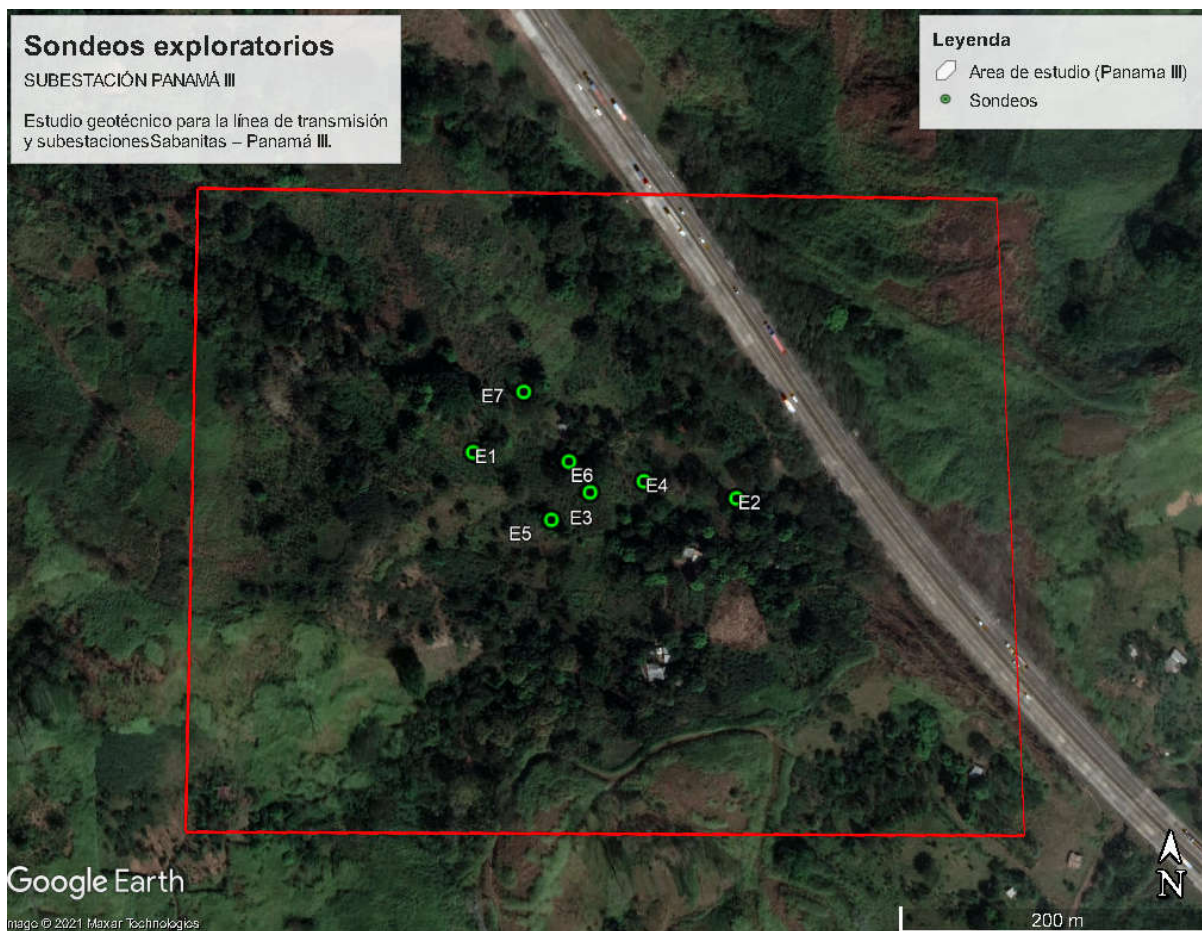 Sondeos exploratorios
SUBESTACIÓN PANAMÁ III
Estudio geotécnico para la línea de transmisión
y subestacionesSabanitas – Panamá III.
Leyenda
Area de estudio (Panama III)
Sondeos
E7
E1
E6
E4
E2
E3
E5
Google Earth
mage © 2021 Maxar Technologies
N
200 m